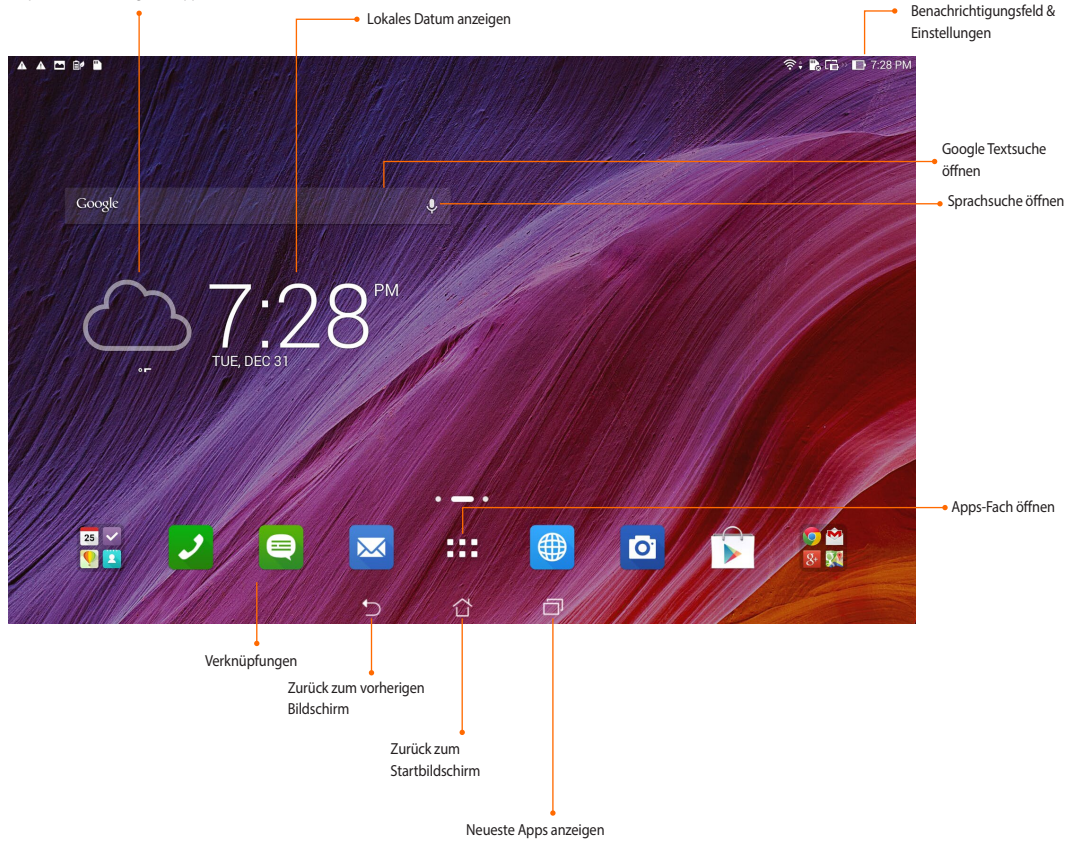 Lokales Datum anzeigen
Benachrichtigungsfeld &
Einstellungen
7:28 PM
Google Textsuche
öffnen
Google
Sprachsuche öffnen
7:28 PM
TUE, DEC 31
Apps-Fach öffnen
25
8+
Verknüpfungen
Zurück zum vorherigen
Bildschirm
Zurück zum
Startbildschirm
Neueste Apps anzeigen